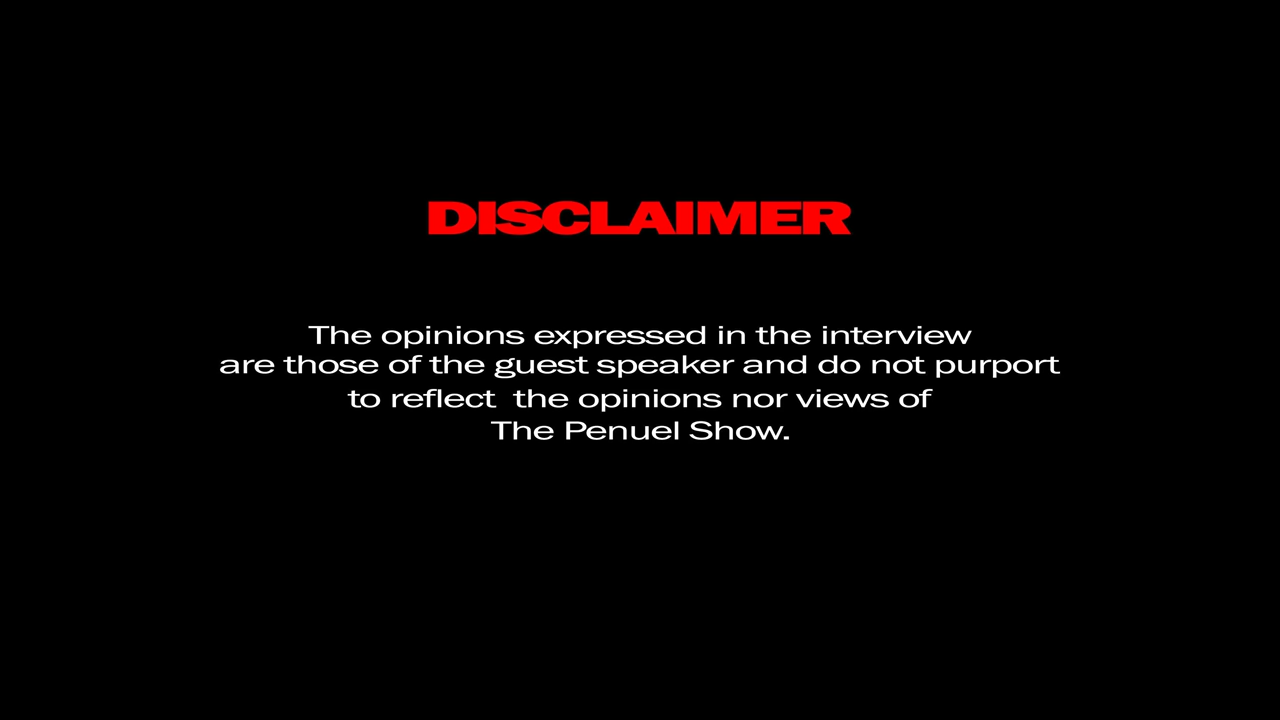 DISCLAIMER
The opinions expressed in the interview
are those of the guest speaker and do not purport
to reflect  the opinions nor views of
The Penuel Show.